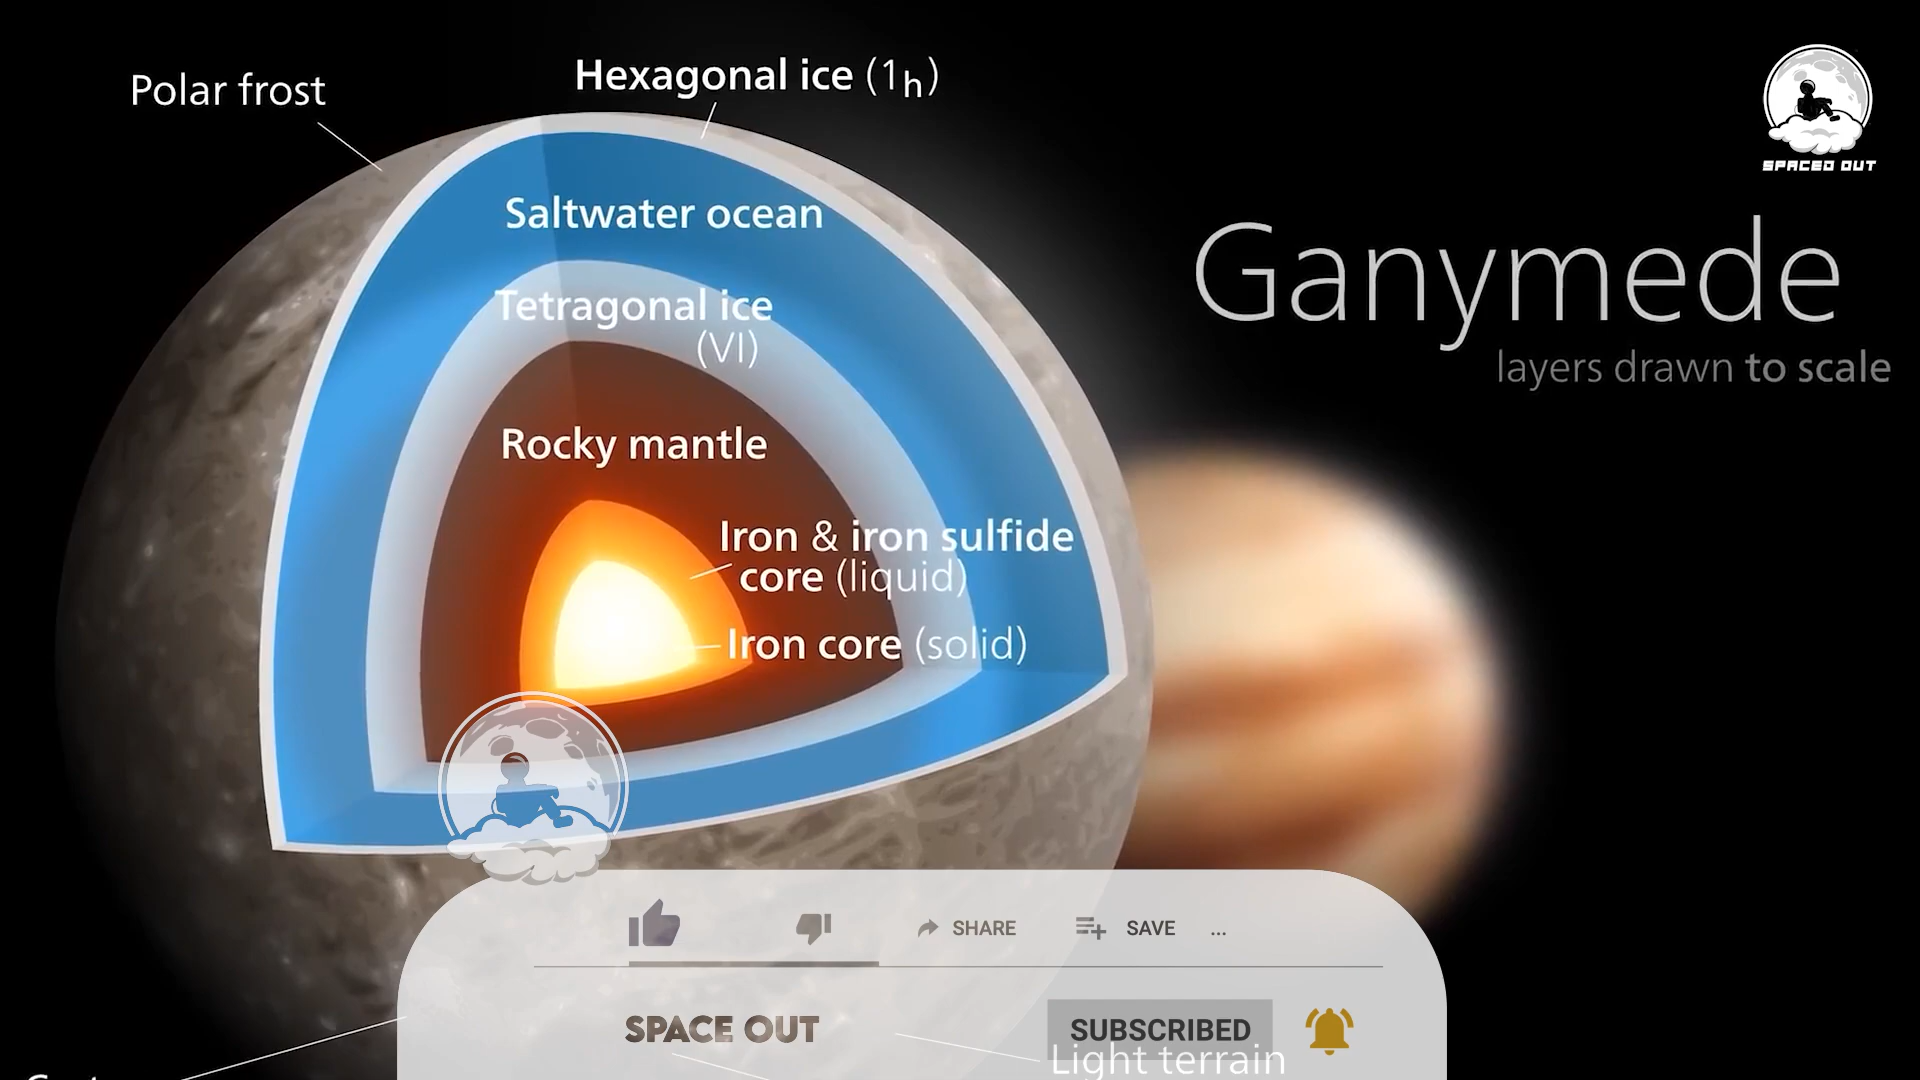 Polar frost
Hexagonal ice (1h)
SPACED OUT
Saltwater ocean
Ganymede
layers drawn to scale
Tetragonal ice
(VI)
Rocky mantle
Iron & iron sulfide
core (liquid)
Iron core (solid)
SHARE
SAVE
...
SPACE OUT
SUBSCRIBED
Light terrain